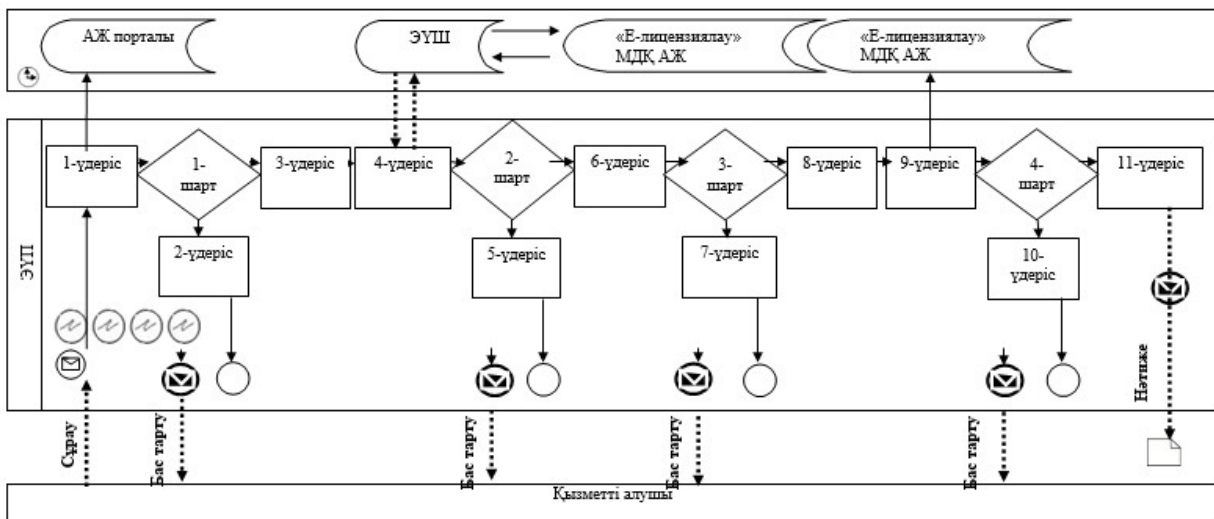 АЖ порталы
ЭҮШ
«Е-лицензиялау»
МДҚ АЖ
«Е-лицензиялау»
МДҚ АЖ
ЭҮП
1-үдеріс
1-
шарт
3-үдеріс
4-үдеріс
2-
шарт
6-үдеріс
3-
шарт
8-үдеріс
9-үдеріс
4-
шарт
11-үдеріс
2-үдеріс
5-үдеріс
7-үдеріс
10-
үдеріс
Сұрау
Бас тарту
Бас тарту
Бас тарту
Бас тарту
Нәтиже
Қызметті алушы